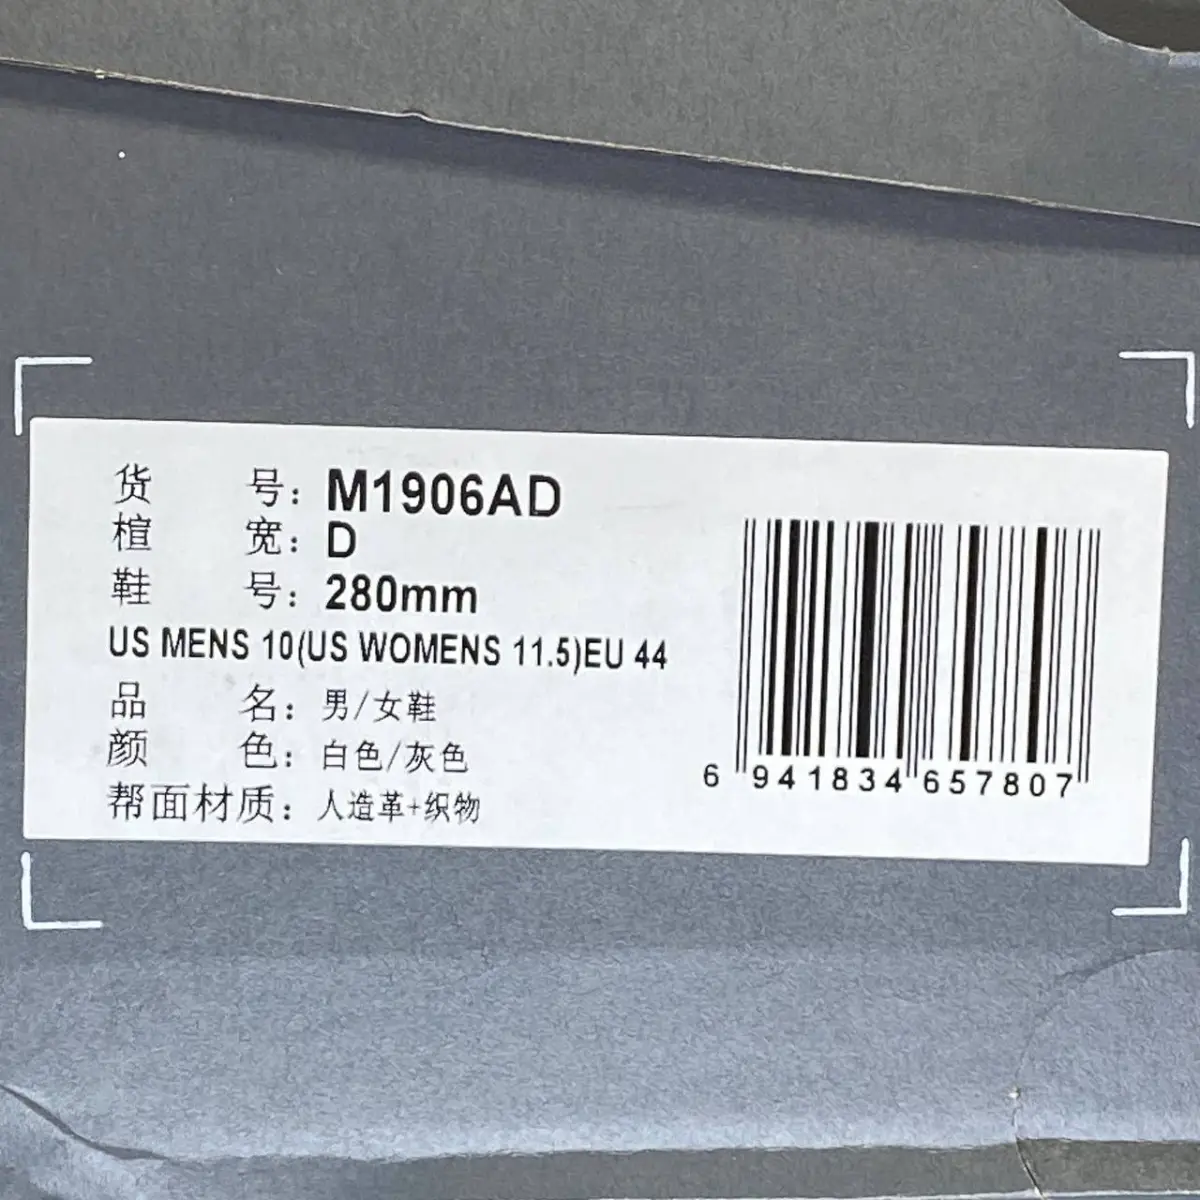 货 号: M1906AD
楦 宽: D
鞋 号: 280mm
US MENS 10(US WOMENS 11.5)EU 44
品 名: 男/女鞋
颜 色: 白色/灰色
帮面材质: 人造革+织物
6 941834 657807